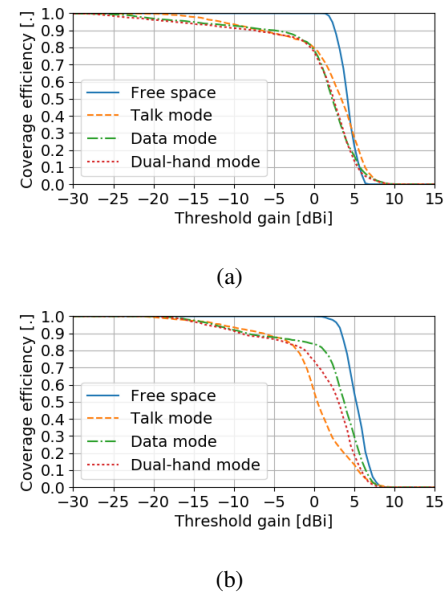 1.0
0.9
0.8
0.7
0.6
0.5
0.4
0.3
0.2
0.1
0.0
Coverage efficiency [.]
Free space
Talk mode
Data mode
Dual-hand mode
−30 −25 −20 −15 −10 −5 0 5 10 15
Threshold gain [dBi]
(a)
1.0
0.9
0.8
0.7
0.6
0.5
0.4
0.3
0.2
0.1
0.0
Coverage efficiency [.]
Free space
Talk mode
Data mode
Dual-hand mode
−30 −25 −20 −15 −10 −5 0 5 10 15
Threshold gain [dBi]
(b)